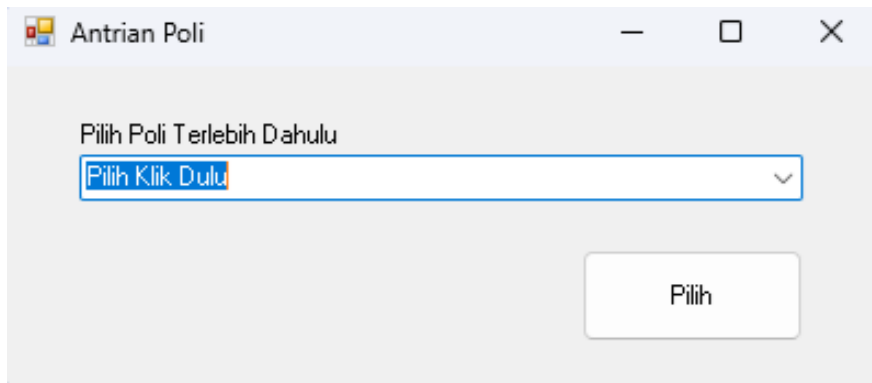 Antrian Poli
Pilih Poli Terlebih Dahulu
Pilih Klik Dulu
Pilih